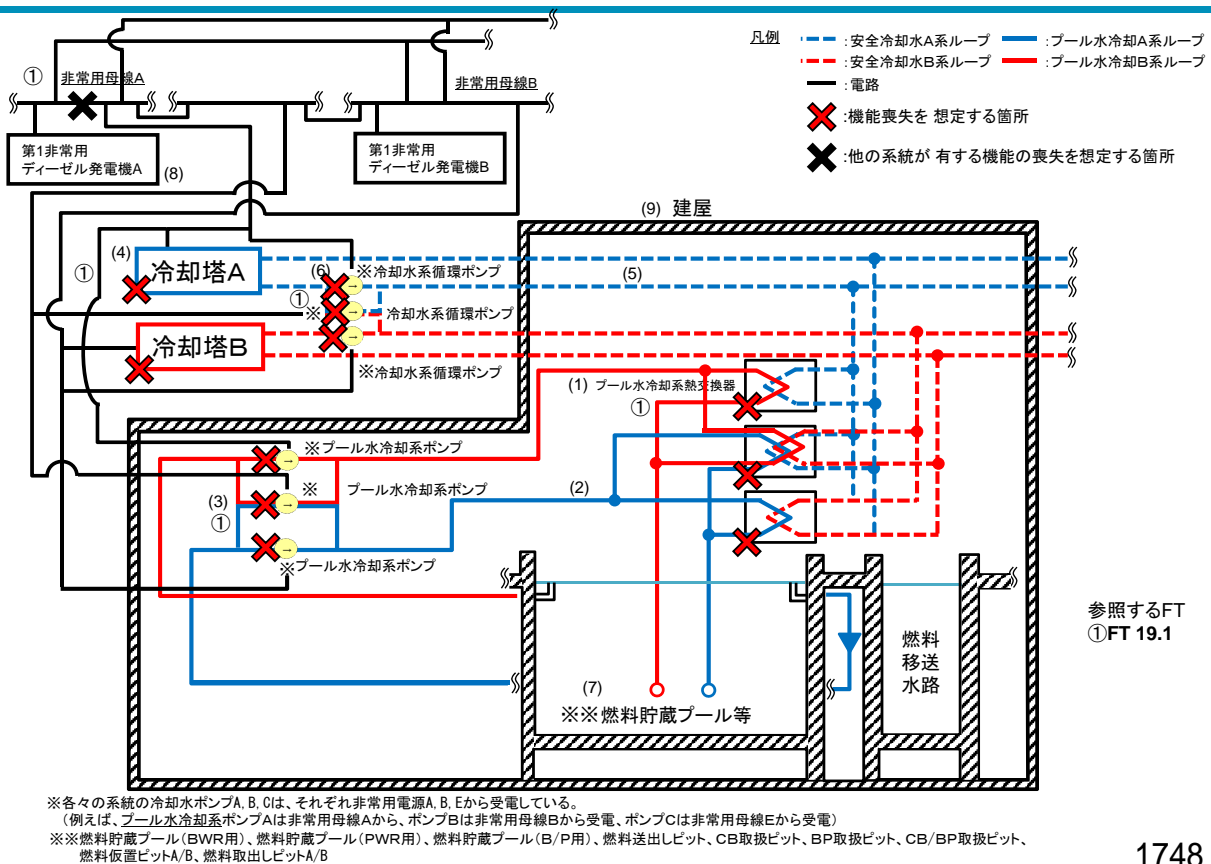 凡例
:安全冷却水A系ループ
:プール水冷却A系ループ
:安全冷却水B系ループ
:プール水冷却B系ループ
:電路
:機能喪失を 想定する箇所
:他の系統が 有する機能の喪失を想定する箇所
①
非常用母線A
非常用母線B
第1非常用
ディーゼル発電機A
(8)
第1非常用
ディーゼル発電機B
(9) 建屋
(4)
冷却塔A
①
(6)
※冷却水系循環ポンプ
(5)
①
※
冷却水系循環ポンプ
冷却塔B
※冷却水系循環ポンプ
(1) プール水冷却系熱交換器
①
※プール水冷却系ポンプ
※
プール水冷却系ポンプ
(3)
①
(2)
※プール水冷却系ポンプ
燃料
移送
水路
(7)
※※燃料貯蔵プール等
参照するFT
①FT 19.1
※各々の系統の冷却水ポンプA, B, Cは、それぞれ非常用電源A, B, Eから受電している。
(例えば、プール水冷却系ポンプAは非常用母線Aから、ポンプBは非常用母線Bから受電、ポンプCは非常用母線Eから受電)
※※燃料貯蔵プール(BWR用)、燃料貯蔵プール(PWR用)、燃料貯蔵プール(B/P用)、燃料送出しピット、CB取扱ピット、BP取扱ピット、CB/BP取扱ピット、
燃料仮置ピットA/B、燃料取出しピットA/B
1748